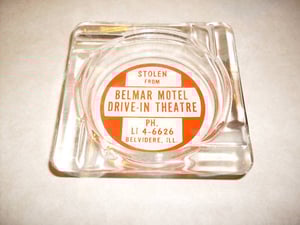 STOLEN
FROM
BELMAR MOTEL
DRIVE-IN THEATRE
PH.
LI 4-6626
BELVIDERE, ILL.